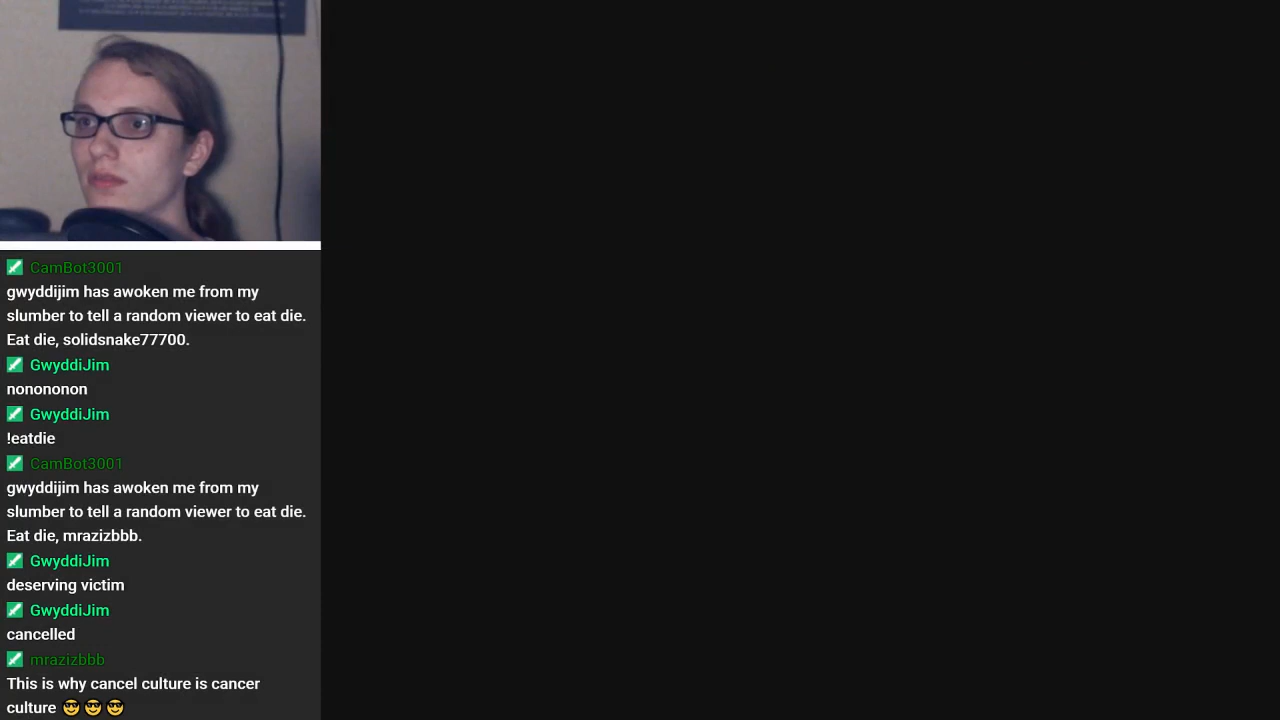 CamBot3001
gwyddijim has awoken me from my
slumber to tell a random viewer to eat die.
Eat die, solidsnake77700.
GwyddiJim
nonononon
GwyddiJim
!eatdie
CamBot3001
gwyddijim has awoken me from my
slumber to tell a random viewer to eat die.
Eat die, mrazizbbb.
GwyddiJim
deserving victim
GwyddiJim
cancelled
mrazizbbb
This is why cancel culture is cancer
culture 😎😎😎